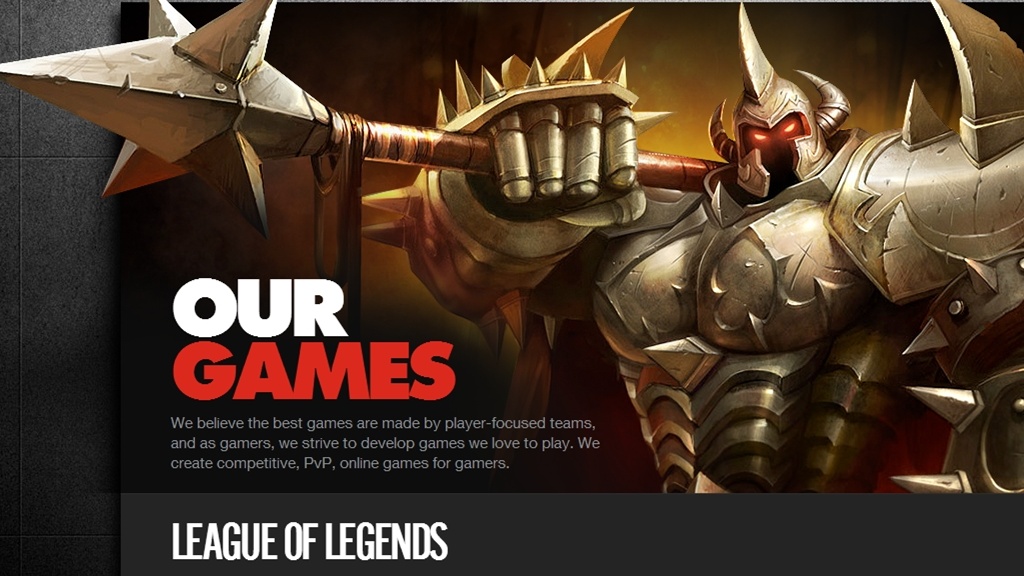 OUR
GAMES
We believe the best games are made by player-focused teams,
and as gamers, we strive to develop games we love to play. We
create competitive, PvP, online games for gamers.
LEAGUE OF LEGENDS